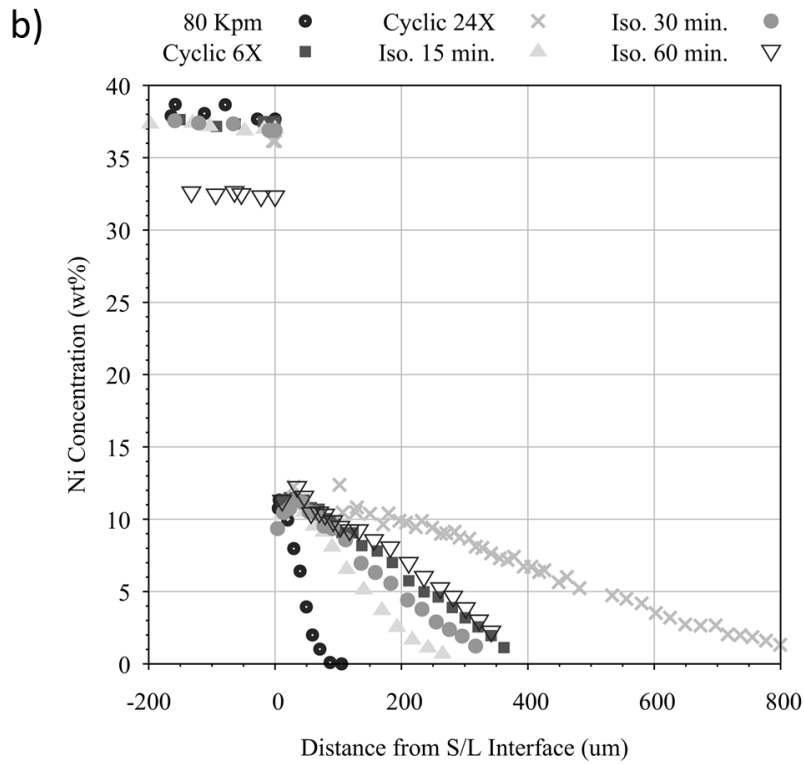 b)
80 Kpm Cyclic 24X Iso. 30 min.
Cyclic 6X Iso. 15 min. Iso. 60 min.
40
35
30
25
20
15
10
5
0
Ni Concentration (wt%)
-200 0 200 400 600 800
Distance from S/L Interface (um)